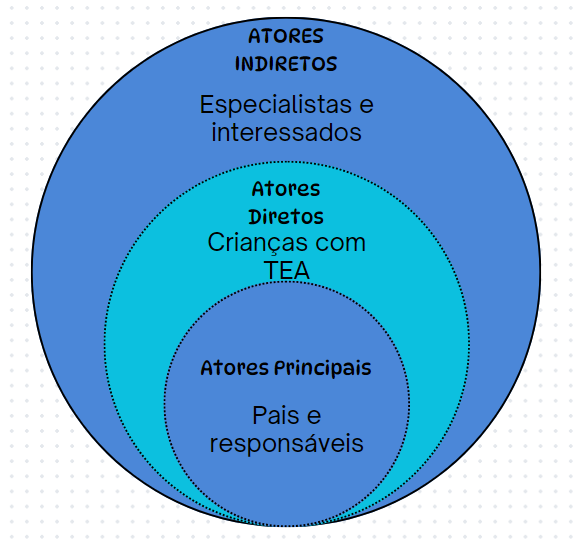 ATORES
INDIRETOS
Especialistas e
interessados
Atores
Diretos
Crianças com
TEA
Atores Principais
Pais e
responsáveis